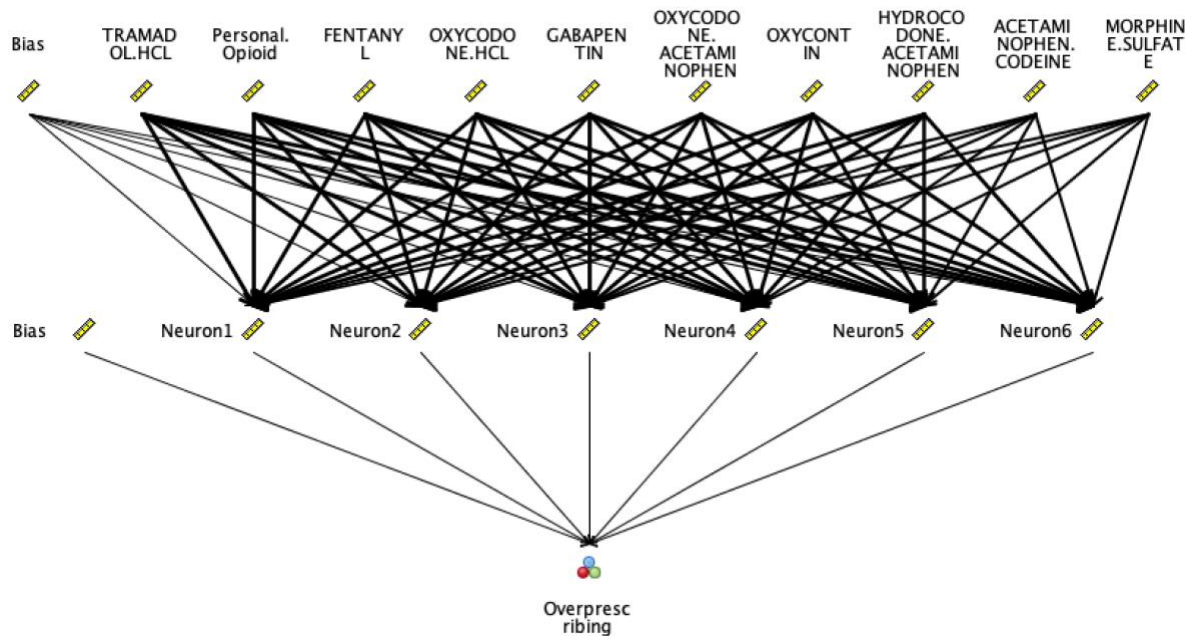 Bias
TRAMAD
OL.HCL
Personal.
Opioid
FENTANY
L
OXYCODO
NE.HCL
GABAPEN
TIN
OXYCODO
NE.
ACETAMI
NOPHEN
OXYCONT
IN
HYDROCO
DONE.
ACETAMI
NOPHEN
ACETAMI
NOPHEN.
CODEINE
MORPHIN
E.SULFAT
E
Bias
Neuron1
Neuron2
Neuron3
Neuron4
Neuron5
Neuron6
Overpresc
ribing